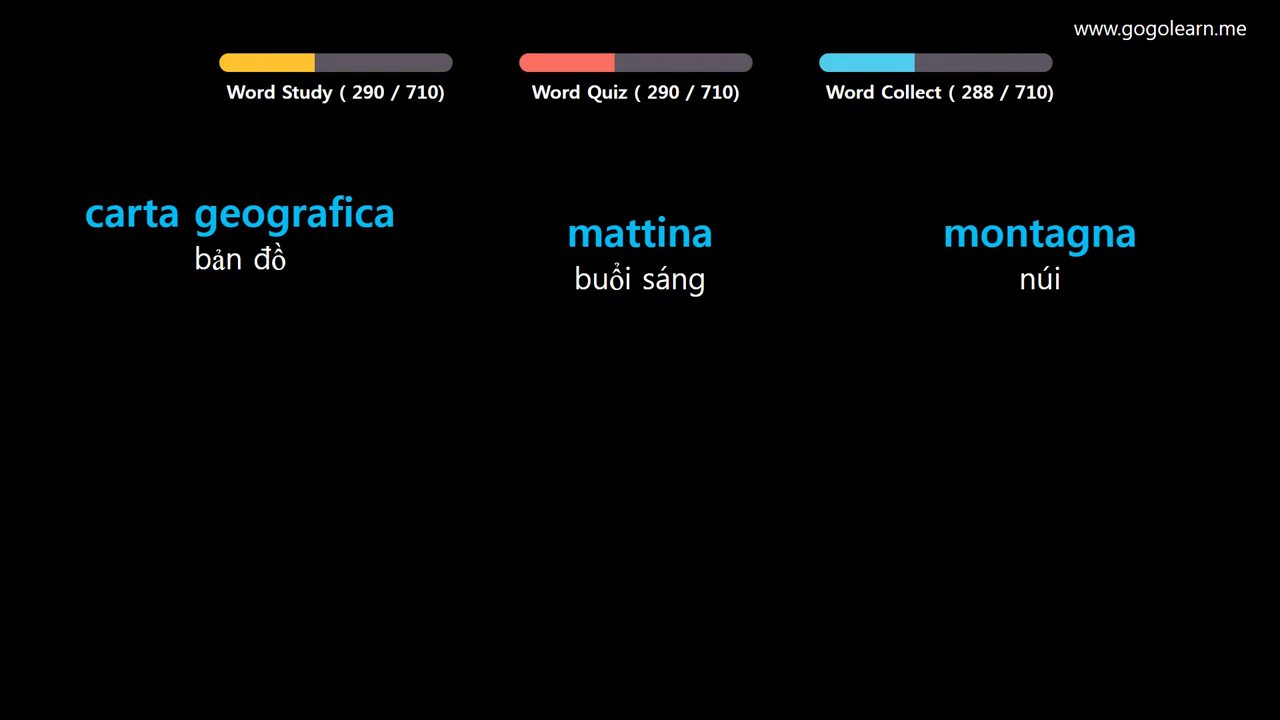 www.gogolearn.me
Word Study ( 290 / 710)
Word Quiz ( 290 / 710)
Word Collect ( 288 / 710)
carta geografica
bản đồ
mattina
buổi sáng
montagna
núi